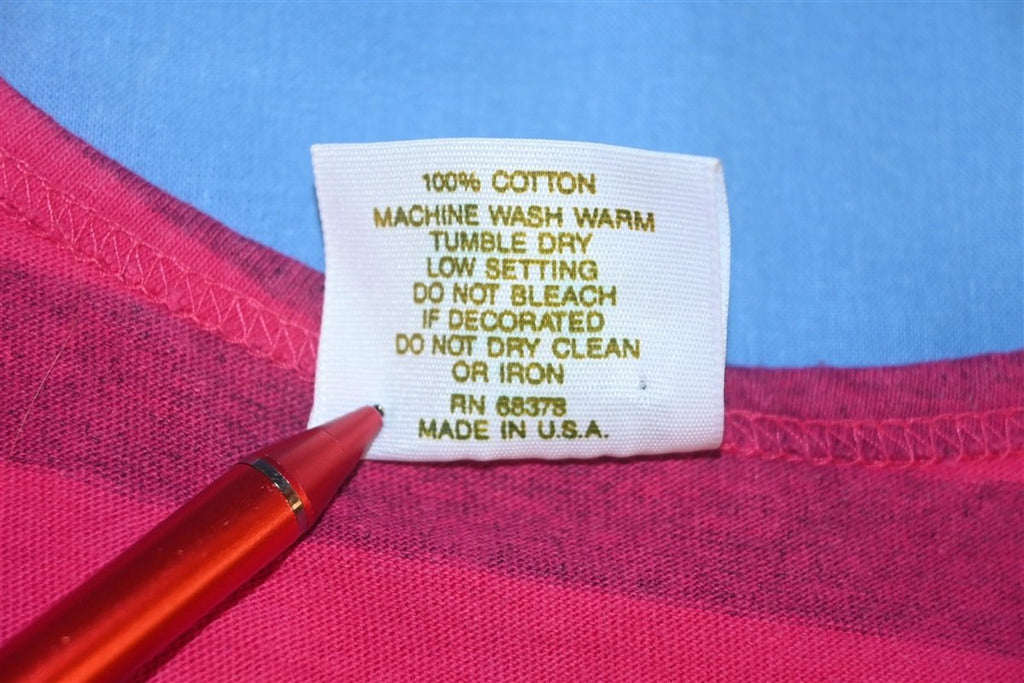 100% COTTON
MACHINE WASH WARM
TUMBLE DRY
LOW SETTING
DO NOT BLEACH
IF DECORATED
DO NOT DRY CLEAN
OR IRON
RN 68378
MADE IN U.S.A.